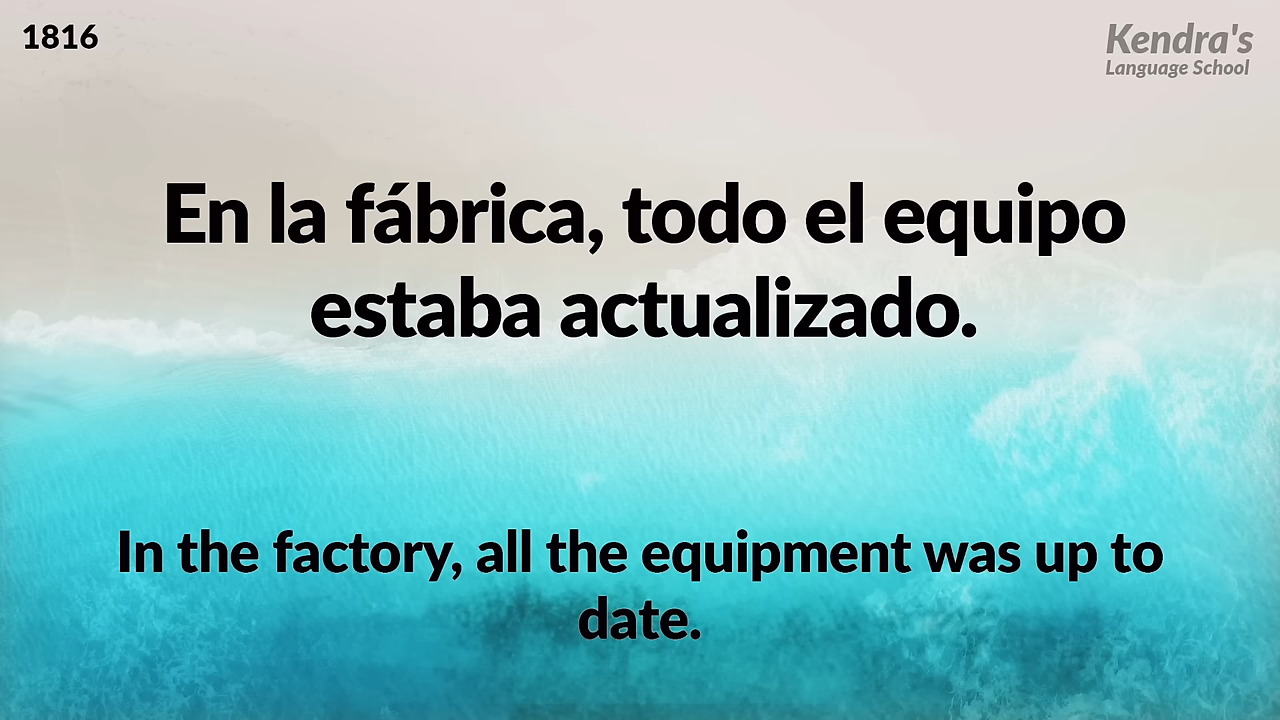 1816
Kendra's
Language School
En la fábrica, todo el equipo
estaba actualizado.
In the factory, all the equipment was up to
date.